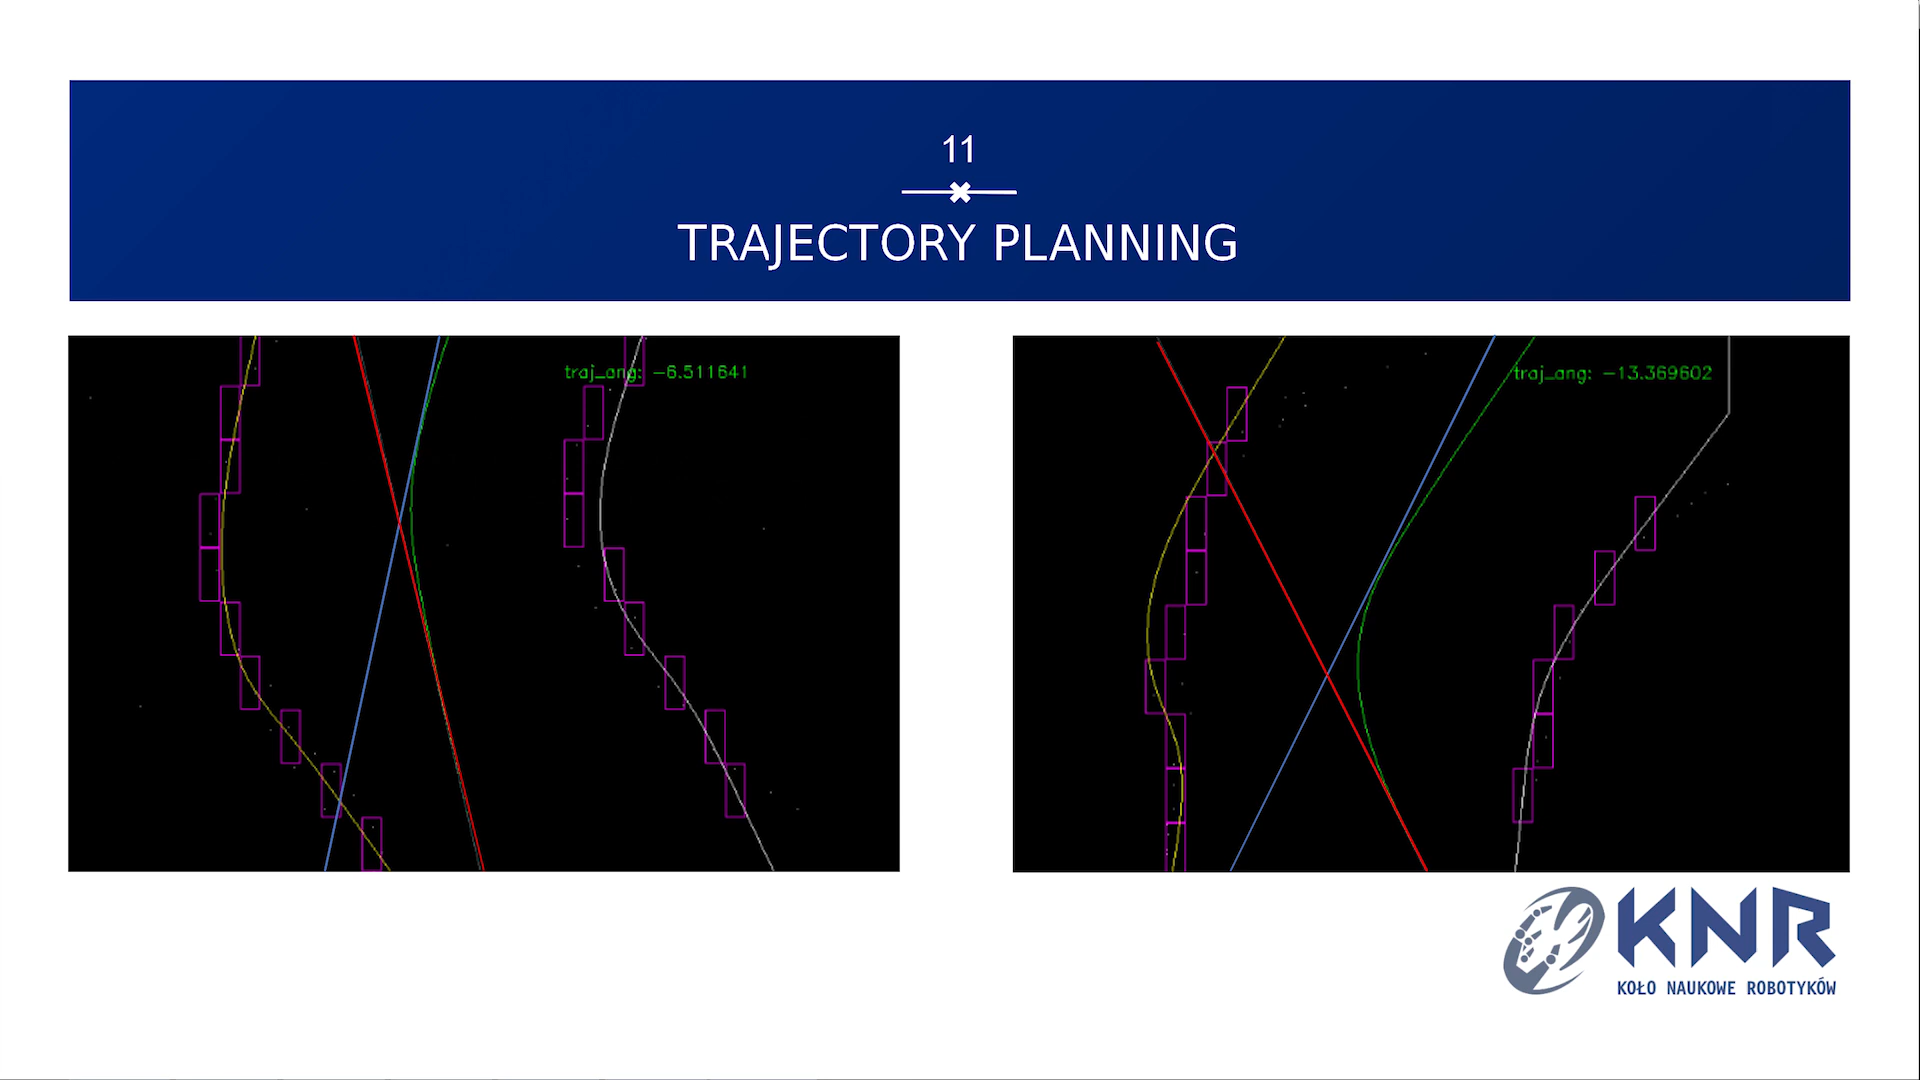 11
TRAJECTORY PLANNING
traj_ang: -6.511641
traj_ang: -13.369602
KNR
KOŁO NAUKOWE ROBOTYKÓW